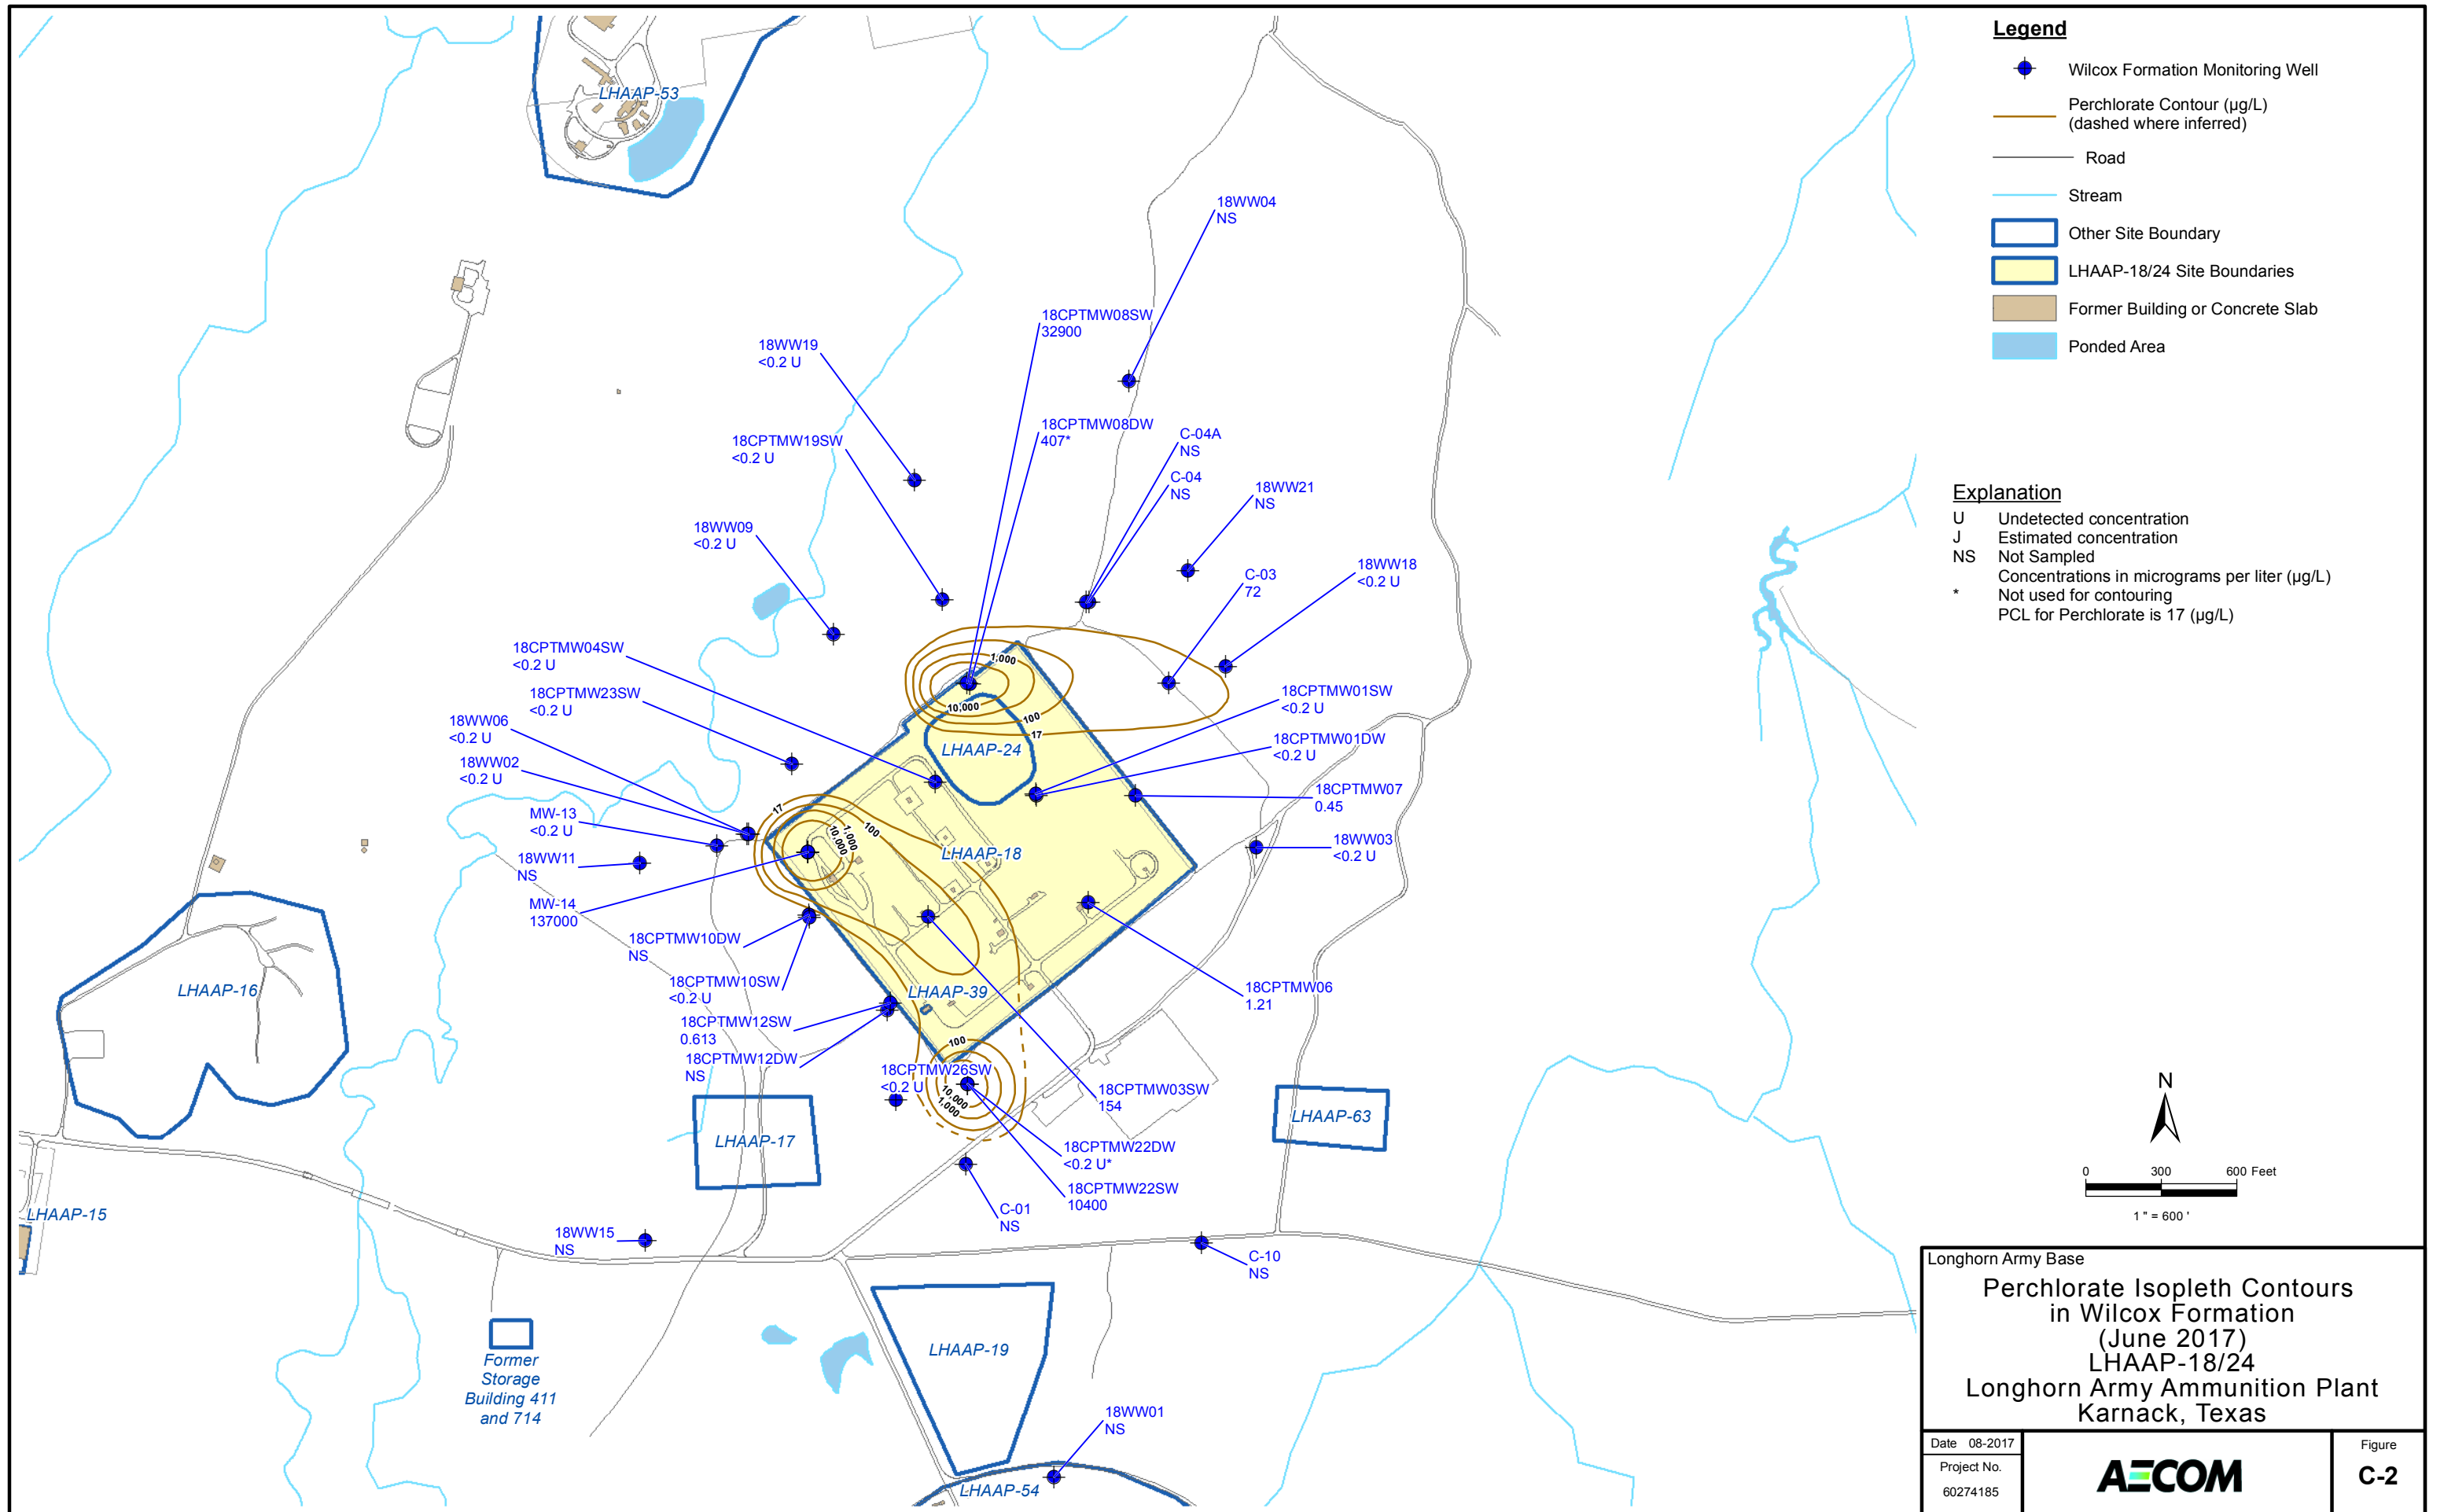 LHAAP-53
18WW04
NS
18CPTMW08SW
32900
18WW19
<0.2 U
18CPTMW08DW
407*
18CPTMW19SW
<0.2 U
C-04A
NS
C-04
NS
18WW21
NS
18WW09
<0.2 U
C-03
72
18WW18
<0.2 U
18CPTMW04SW
<0.2 U
18CPTMW23SW
<0.2 U
18WW06
<0.2 U
18WW02
<0.2 U
MW-13
<0.2 U
18WW11
NS
MW-14
137000
1,000
10,000
100
17
LHAAP-24
18CPTMW01SW
<0.2 U
18CPTMW01DW
<0.2 U
18CPTMW07
0.45
18WW03
<0.2 U
17
100
1,000
10,000
LHAAP-18
18CPTMW10DW
NS
18CPTMW10SW
<0.2 U
LHAAP-16
LHAAP-39
18CPTMW06
1.21
18CPTMW12SW
0.613
18CPTMW12DW
NS
100
18CPTMW26SW
<0.2 U
10,000
1,000
18CPTMW03SW
154
LHAAP-17
LHAAP-63
18CPTMW22DW
<0.2 U*
18CPTMW22SW
10400
C-01
NS
LHAAP-15
18WW15
NS
C-10
NS
LHAAP-19
Former
Storage
Building 411
and 714
18WW01
NS
LHAAP-54
Legend
Wilcox Formation Monitoring Well
Perchlorate Contour (µg/L)
(dashed where inferred)
Road
Stream
Other Site Boundary
LHAAP-18/24 Site Boundaries
Former Building or Concrete Slab
Ponded Area
Explanation
U Undetected concentration
J Estimated concentration
NS Not Sampled
Concentrations in micrograms per liter (µg/L)
* Not used for contouring
PCL for Perchlorate is 17 (µg/L)
N
0 300 600 Feet
1 " = 600 '
Longhorn Army Base
Perchlorate Isopleth Contours
in Wilcox Formation
(June 2017)
LHAAP-18/24
Longhorn Army Ammunition Plant
Karnack, Texas
Date 08-2017
Project No.
60274185
AECOM
Figure
C-2